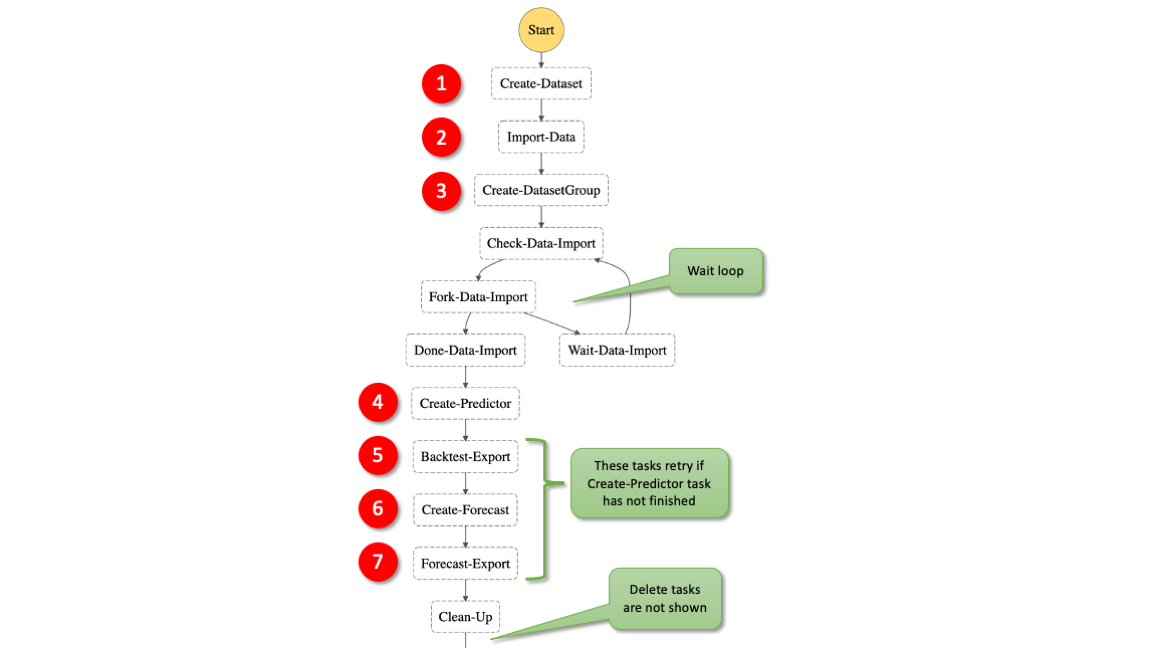 Start
1
Create-Dataset
2
Import-Data
3
Create-DatasetGroup
Check-Data-Import
Wait loop
Fork-Data-Import
Done-Data-Import
Wait-Data-Import
4
Create-Predictor
5
Backtest-Export
These tasks retry if
Create-Predictor task
has not finished
6
Create-Forecast
7
Forecast-Export
Delete tasks
are not shown
Clean-Up